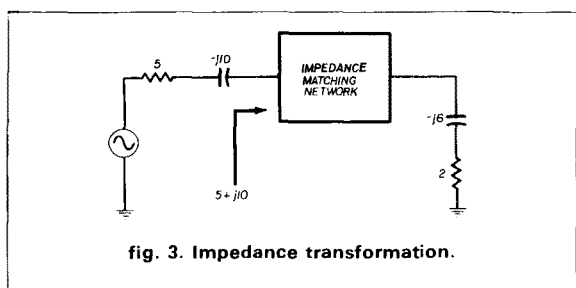 5
-j10
IMPEDANCE
MATCHING
NETWORK
-j6
2
5+j10
fig. 3. Impedance transformation.